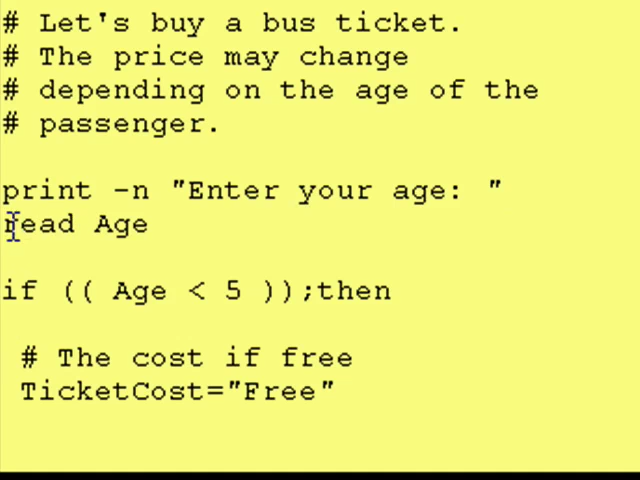 # Let's buy a bus ticket.
# The price may change
# depending on the age of the
# passenger.
print -n "Enter your age: "
read Age
if (( Age < 5 ));then
# The cost if free
TicketCost="Free"